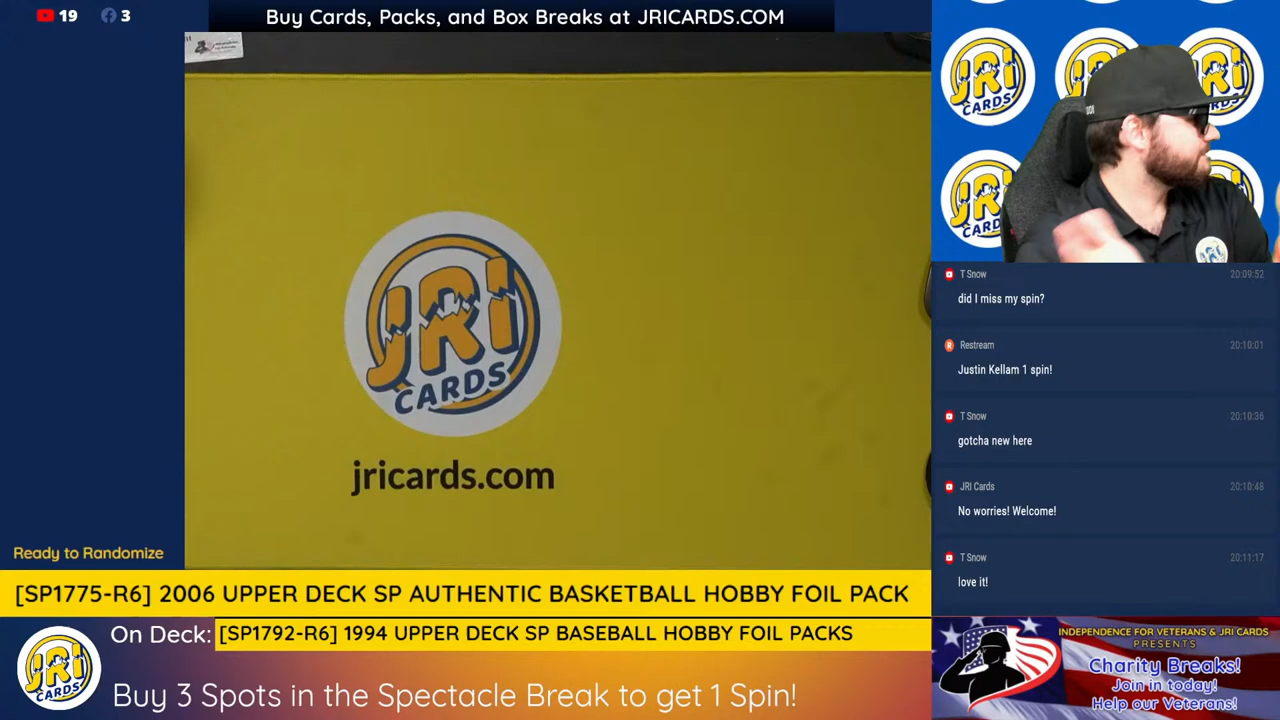 19
3
Buy Cards, Packs, and Box Breaks at JRICARDS.COM
JRI
CARDS
jricards.com
JRI
CARDS
T Snow 20:09:52
did I miss my spin?
Restream 20:10:01
Justin Kellam 1 spin!
T Snow 20:10:36
gotcha new here
JRI Cards 20:10:48
No worries! Welcome!
T Snow 20:11:17
love it!
Ready to Randomize
[SP1775-R6] 2006 UPPER DECK SP AUTHENTIC BASKETBALL HOBBY FOIL PACK
On Deck: [SP1792-R6] 1994 UPPER DECK SP BASEBALL HOBBY FOIL PACKS
JRI
CARDS
Buy 3 Spots in the Spectacle Break to get 1 Spin!
INDEPENDENCE FOR VETERANS & JRI CARDS
PRESENTS
Charity Breaks!
Join in today!
Help our Veterans!